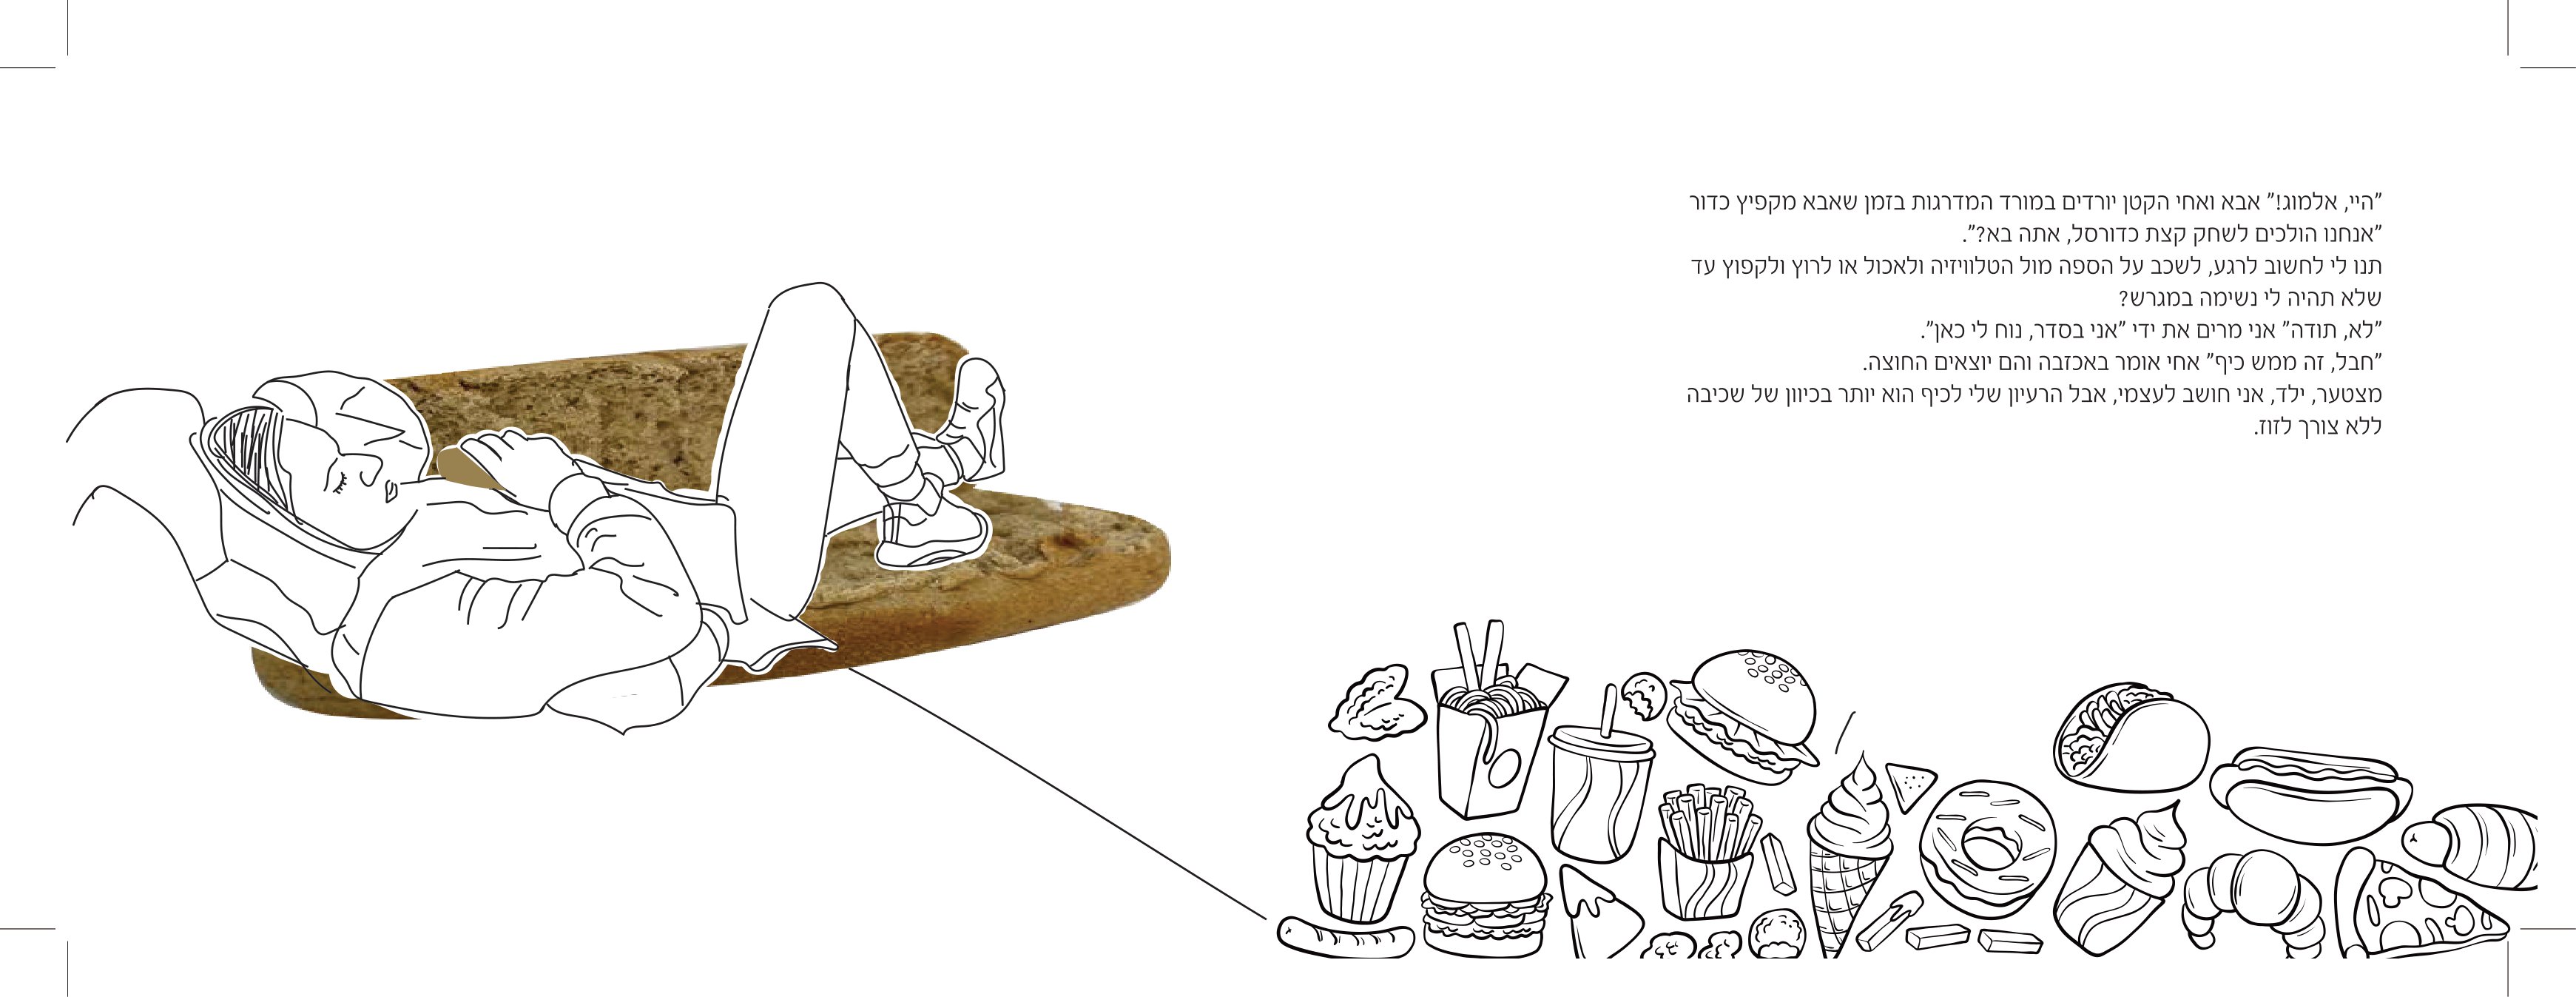 "היי, אלמוג!" אבא ואחי הקטן יורדים במורד המדרגות בזמן שאבא מקפיץ כדור
"אנחנו הולכים לשחק קצת כדורסל, אתה בא?".
תנו לי לחשוב לרגע, לשכב על הספה מול הטלוויזיה ולאכול או לרוץ ולקפוץ עד
שלא תהיה לי נשימה במגרש?
"לא, תודה" אני מרים את ידי "אני בסדר, נוח לי כאן".
"חבל, זה ממש כיף" אחי אומר באכזבה והם יוצאים החוצה.
מצטער, ילד, אני חושב לעצמי, אבל הרעיון שלי לכיף הוא יותר בכיוון של שכיבה
ללא צורך לזוז.